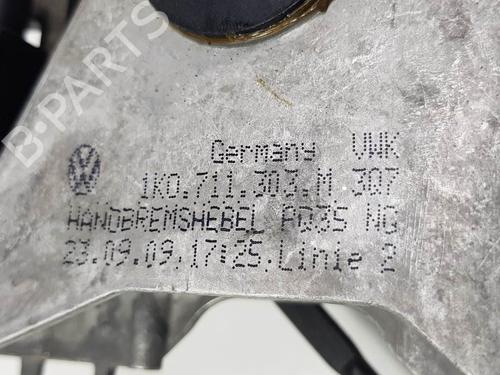 B-PARTS
Germany VWK
1K0.711.303.M 307
HANDBREMSHEBEL PQ35 NG
23.09.09.17:25.Linie 2